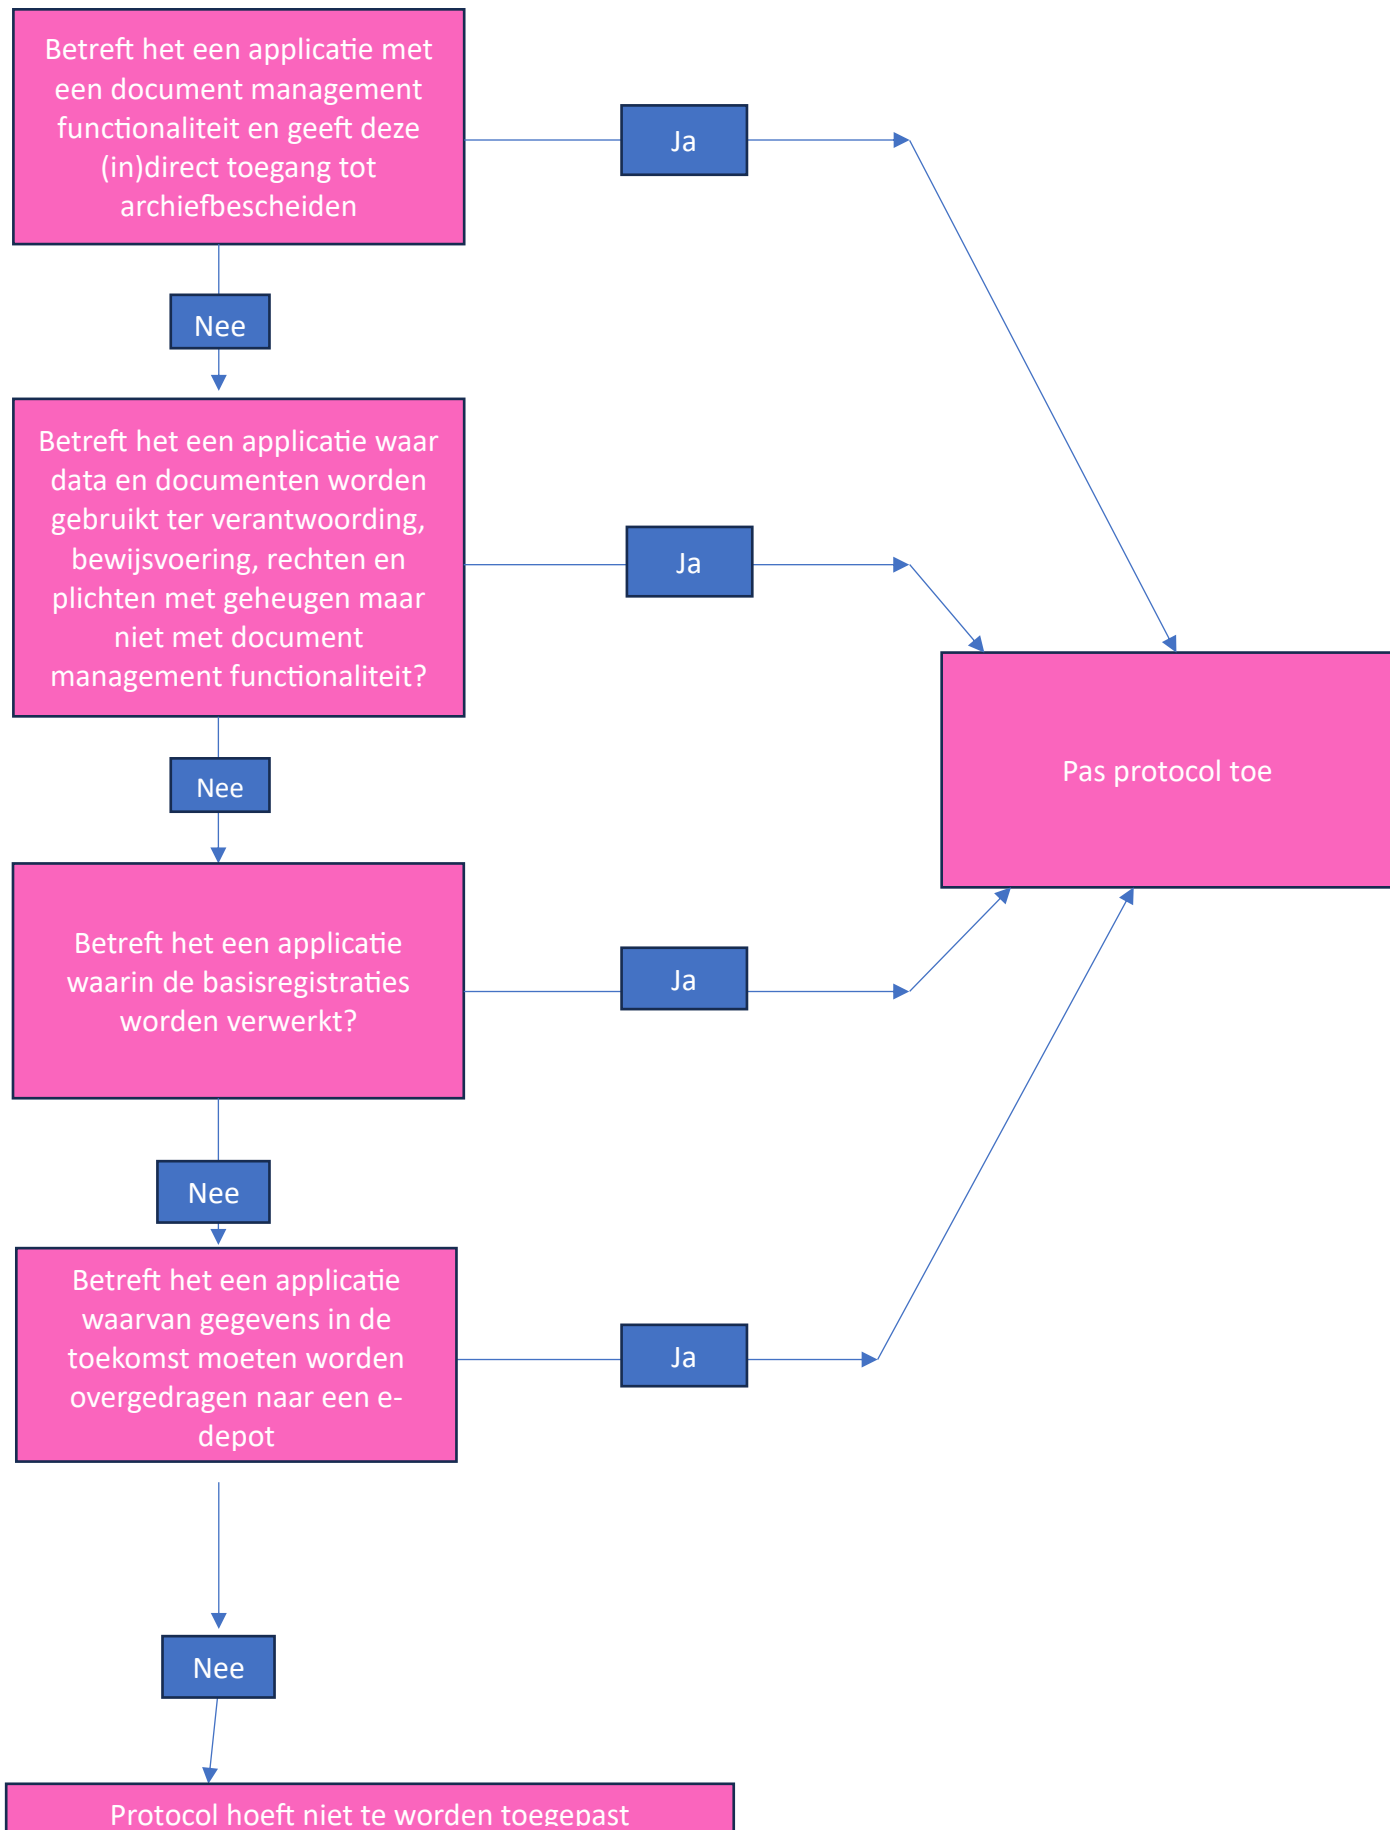 Betreft het een applicatie met
een document management
functionaliteit en geeft deze
(in)direct toegang tot
archiefbescheiden
Ja
Nee
Betreft het een applicatie waar
data en documenten worden
gebruikt ter verantwoording,
bewijsvoering, rechten en
plichten met geheugen maar
niet met document
management functionaliteit?
Ja
Pas protocol toe
Nee
Betreft het een applicatie
waarin de basisregistraties
worden verwerkt?
Ja
Nee
Betreft het een applicatie
waarvan gegevens in de
toekomst moeten worden
overgedragen naar een e-
depot
Ja
Nee
Protocol hoeft niet te worden toegepast